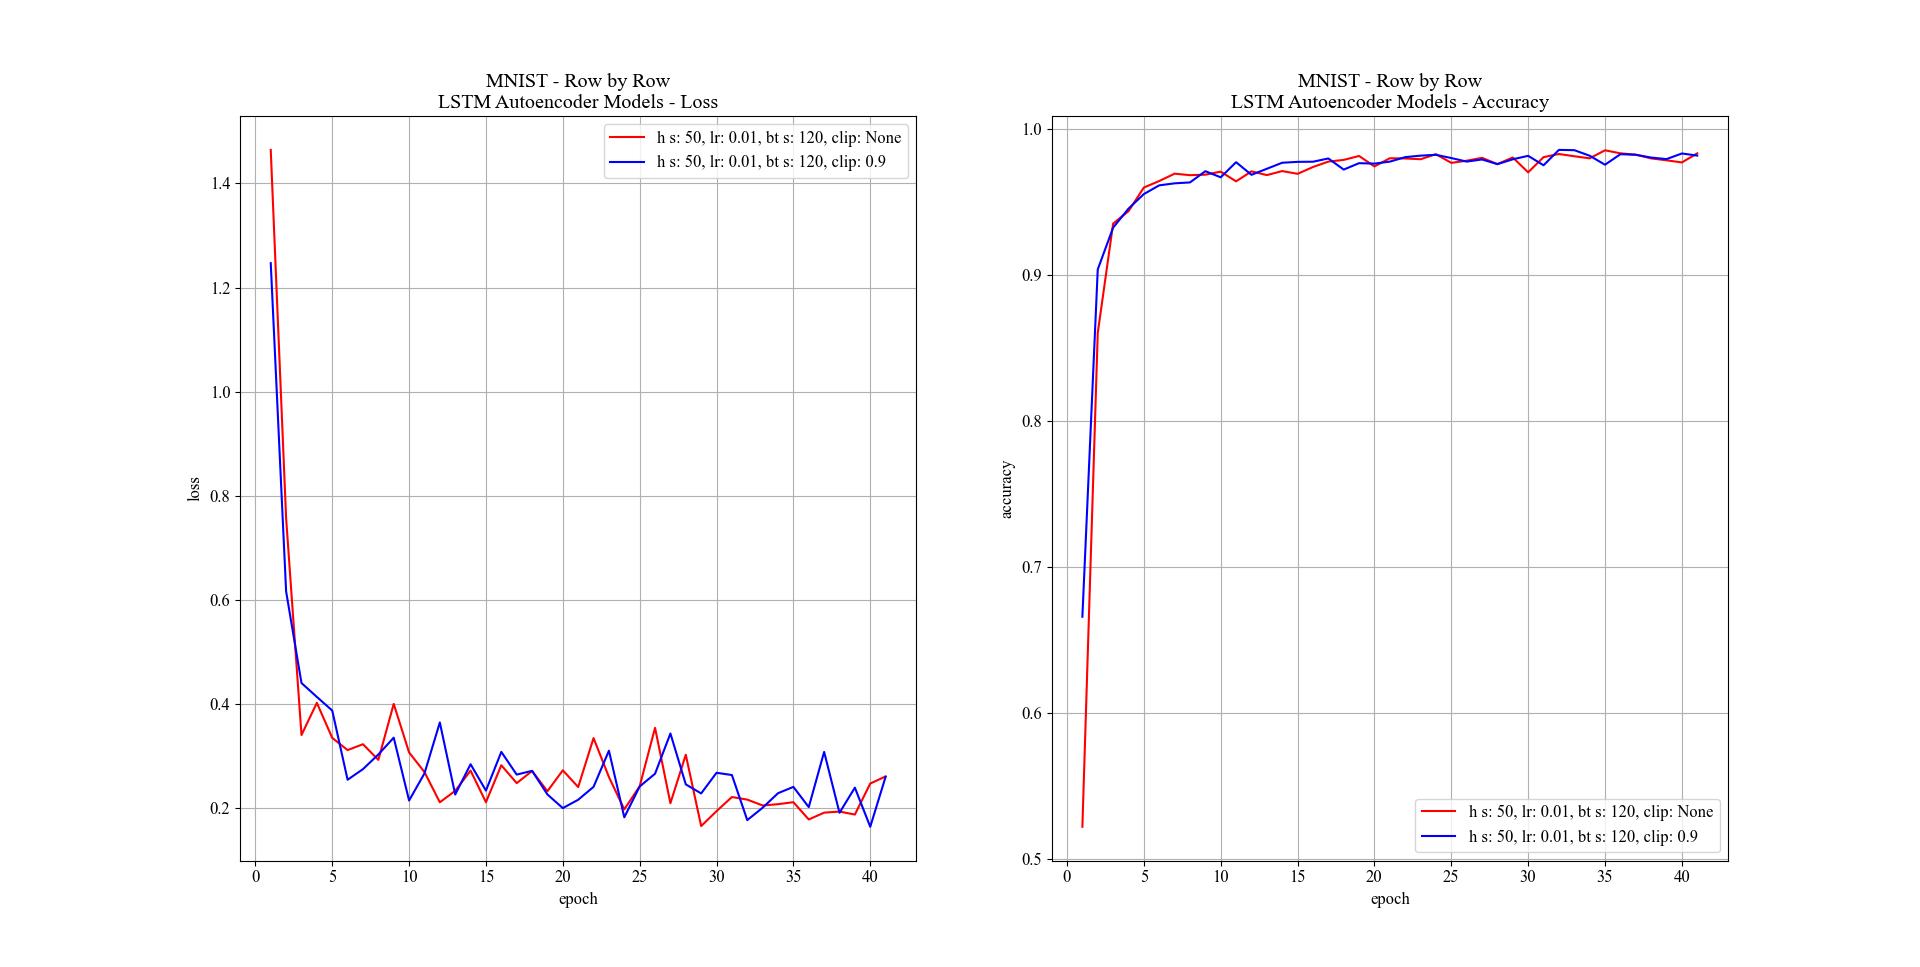 MNIST - Row by Row
LSTM Autoencoder Models - Loss
h s: 50, lr: 0.01, bt s: 120, clip: None
h s: 50, lr: 0.01, bt s: 120, clip: 0.9
1.4
1.2
1.0
0.8
0.6
0.4
0.2
loss
0 5 10 15 20 25 30 35 40
epoch
MNIST - Row by Row
LSTM Autoencoder Models - Accuracy
1.0
0.9
0.8
0.7
0.6
0.5
accuracy
h s: 50, lr: 0.01, bt s: 120, clip: None
h s: 50, lr: 0.01, bt s: 120, clip: 0.9
0 5 10 15 20 25 30 35 40
epoch